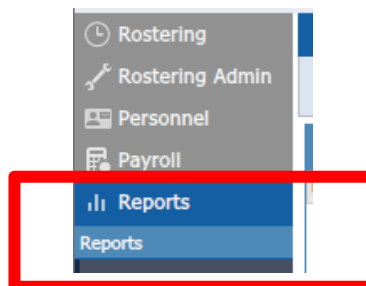 Rostering
Rostering Admin
Personnel
Payroll
Reports
Reports